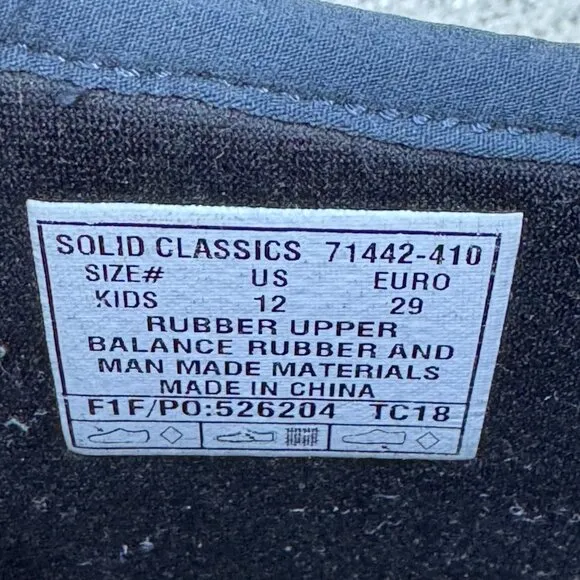 SOLID CLASSICS 71442-410
SIZE# US EURO
KIDS 12 29
RUBBER UPPER
BALANCE RUBBER AND
MAN MADE MATERIALS
MADE IN CHINA
F1F/PO:526204 TC18